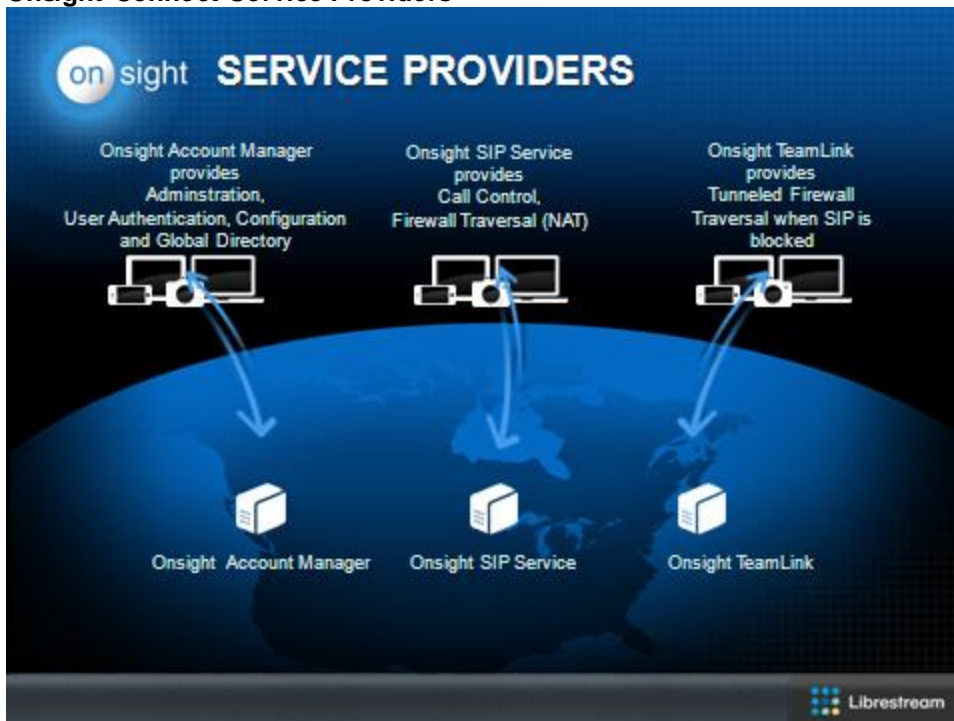 Onsight Connect Service Providers
on sight SERVICE PROVIDERS
Onsight Account Manager
provides
Adminstration,
User Authentication, Configuration
and Global Directory
Onsight SIP Service
provides
Call Control,
Firewall Traversal (NAT)
Onsight TeamLink
provides
Tunneled Firewall
Traversal when SIP is
blocked
Onsight Account Manager
Onsight SIP Service
Onsight TeamLink
Librestream